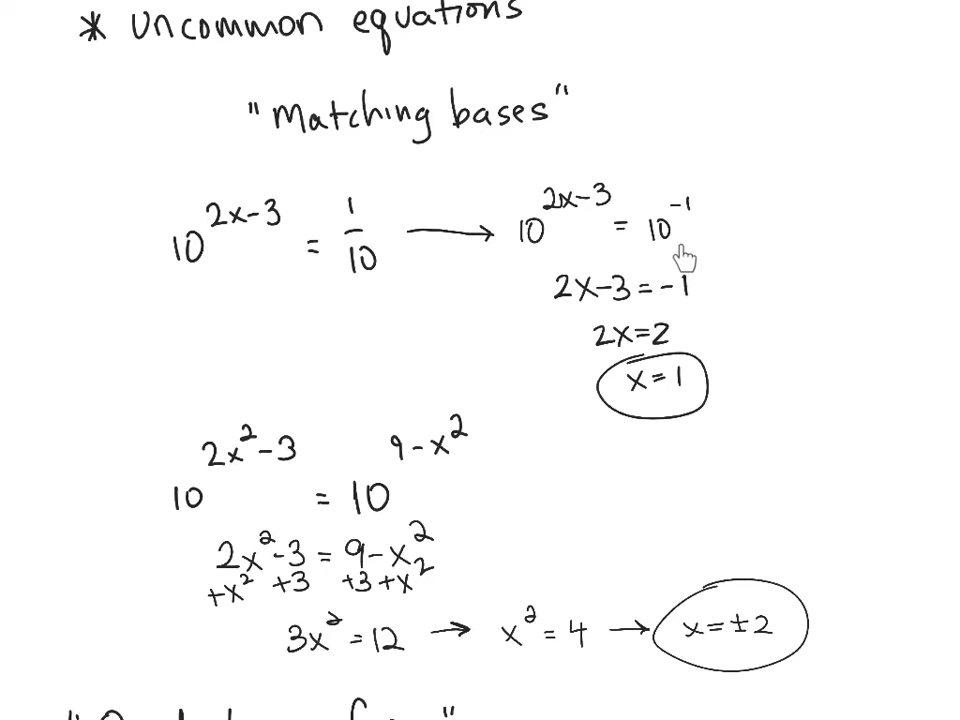 * Uncommon equations
"Matching bases"
10^(2x-3) = 1/10 → 10^(2x-3) = 10^(-1)
2x-3 = -1
2x=2
x=1
10^(2x²-3) = 10^(9-x²)
2x²-3 = 9-x²
+x² +3 +3 +x²
3x² = 12 → x² = 4 → x=±2